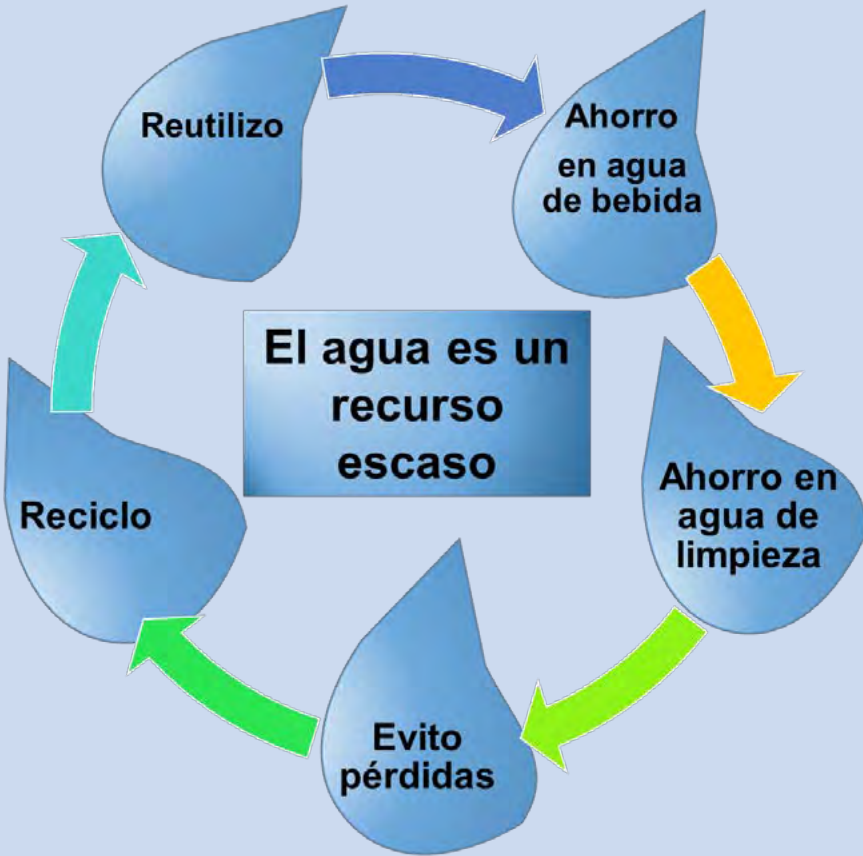 Reutilizo
Ahorro
en agua
de bebida
El agua es un
recurso
escaso
Ahorro en
agua de
limpieza
Reciclo
Evito
pérdidas